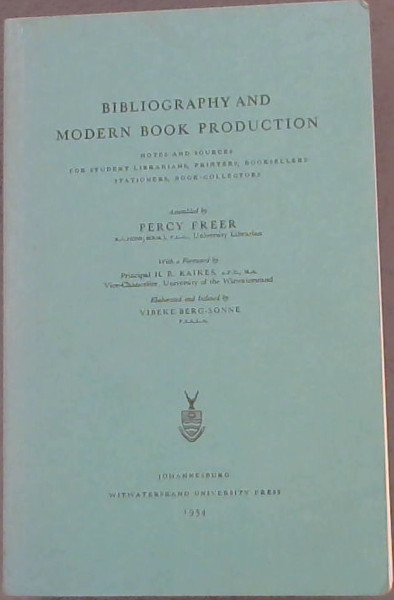 BIBLIOGRAPHY AND
MODERN BOOK PRODUCTION
NOTES AND SOURCES
FOR STUDENT LIBRARIANS, PRINTERS, BOOKSELLERS
STATIONERS, BOOK-COLLECTORS
Assembled by
PERCY FREER
University Librarian
With a Foreword by
Principal H. R. RAIKES,
Vice-Chancellor, University of the Witwatersrand
Elaborated and Indexed by
VIBEKE BERG-SONNE
JOHANNESBURG
WITWATERSRAND UNIVERSITY PRESS
1954